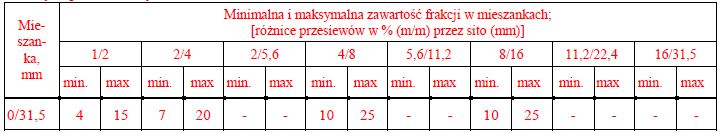 Mie-
szan-
ka,
mm
Minimalna i maksymalna zawartość frakcji w mieszankach;
[różnice przesiewów w % (m/m) przez sito (mm)]
1/2 2/4 2/5,6 4/8 5,6/11,2 8/16 11,2/22,4 16/31,5
min. max min. max min. max min. max min. max min. max min. max min. max
0/31,5 4 15 7 20 - - 10 25 - - 10 25 - - - -